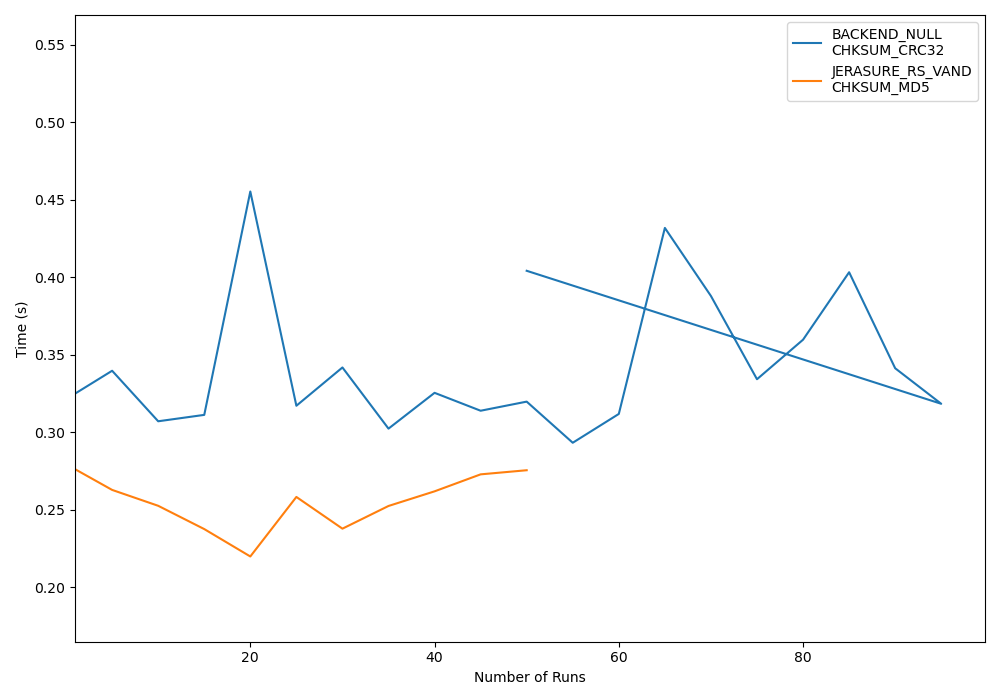 BACKEND_NULL
CHKSUM_CRC32
JERASURE_RS_VAND
CHKSUM_MD5
Time (s)
0.55
0.50
0.45
0.40
0.35
0.30
0.25
0.20
20 40 60 80
Number of Runs